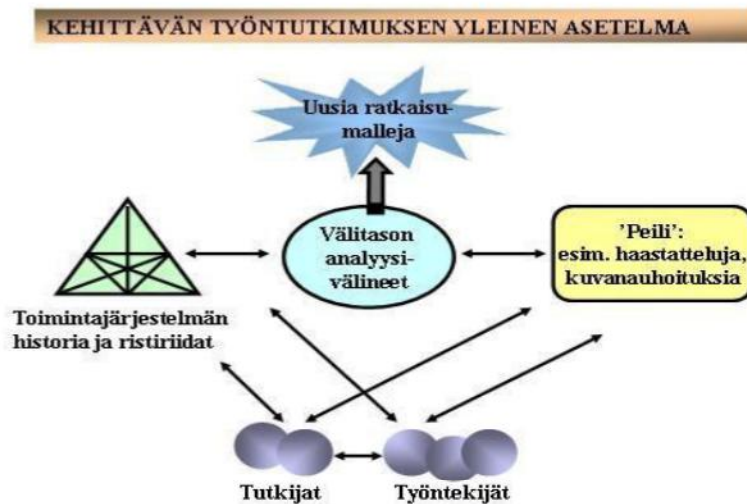 KEHITTÄVÄN TYÖNTUTKIMUKSEN YLEINEN ASETELMA
Uusia ratkaisu-
malleja
Välitason
analyysi-
välineet
'Peili':
esim. haastatteluja,
kuvanauhoituksia
Toimintajärjestelmän
historia ja ristiriidat
Tutkijat
Työntekijät